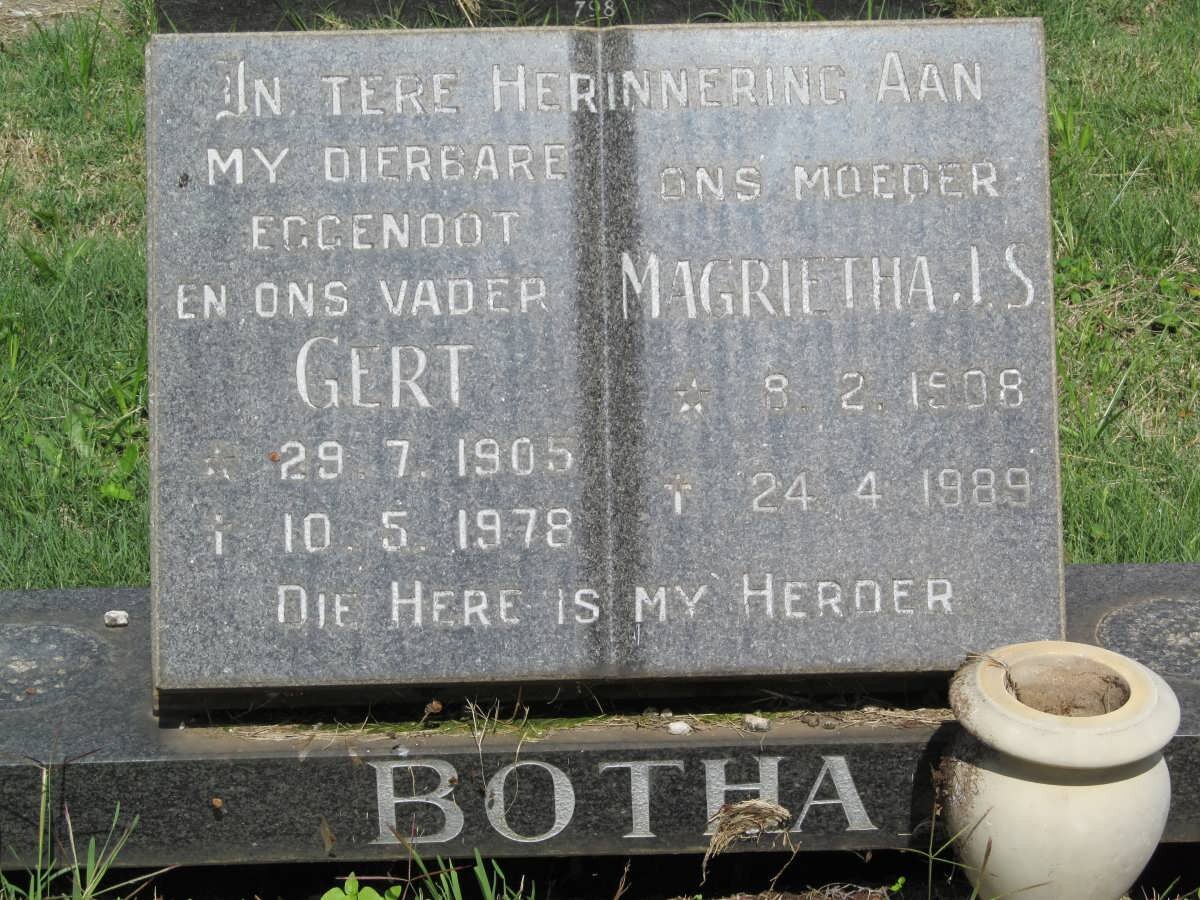 798
IN TERE HERINNERING AAN
MY DIERBARE
EGGENOOT
EN ONS VADER
GERT
☆ 29. 7. 1905
† 10. 5. 1978
ONS MOEDER
MAGRIETHA J.S.
☆ 8. 2. 1908
† 24. 4. 1989
DIE HERE IS MY HERDER
BOTHA